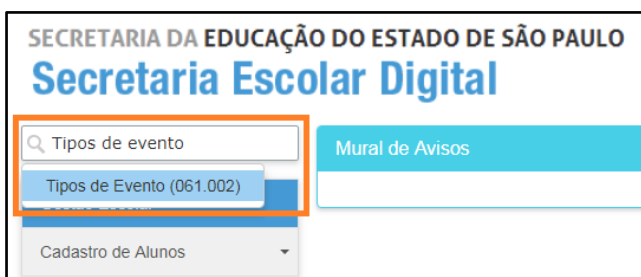 SECRETARIA DA EDUCAÇÃO DO ESTADO DE SÃO PAULO
Secretaria Escolar Digital
Tipos de evento
Mural de Avisos
Tipos de Evento (061.002)
Cadastro de Alunos